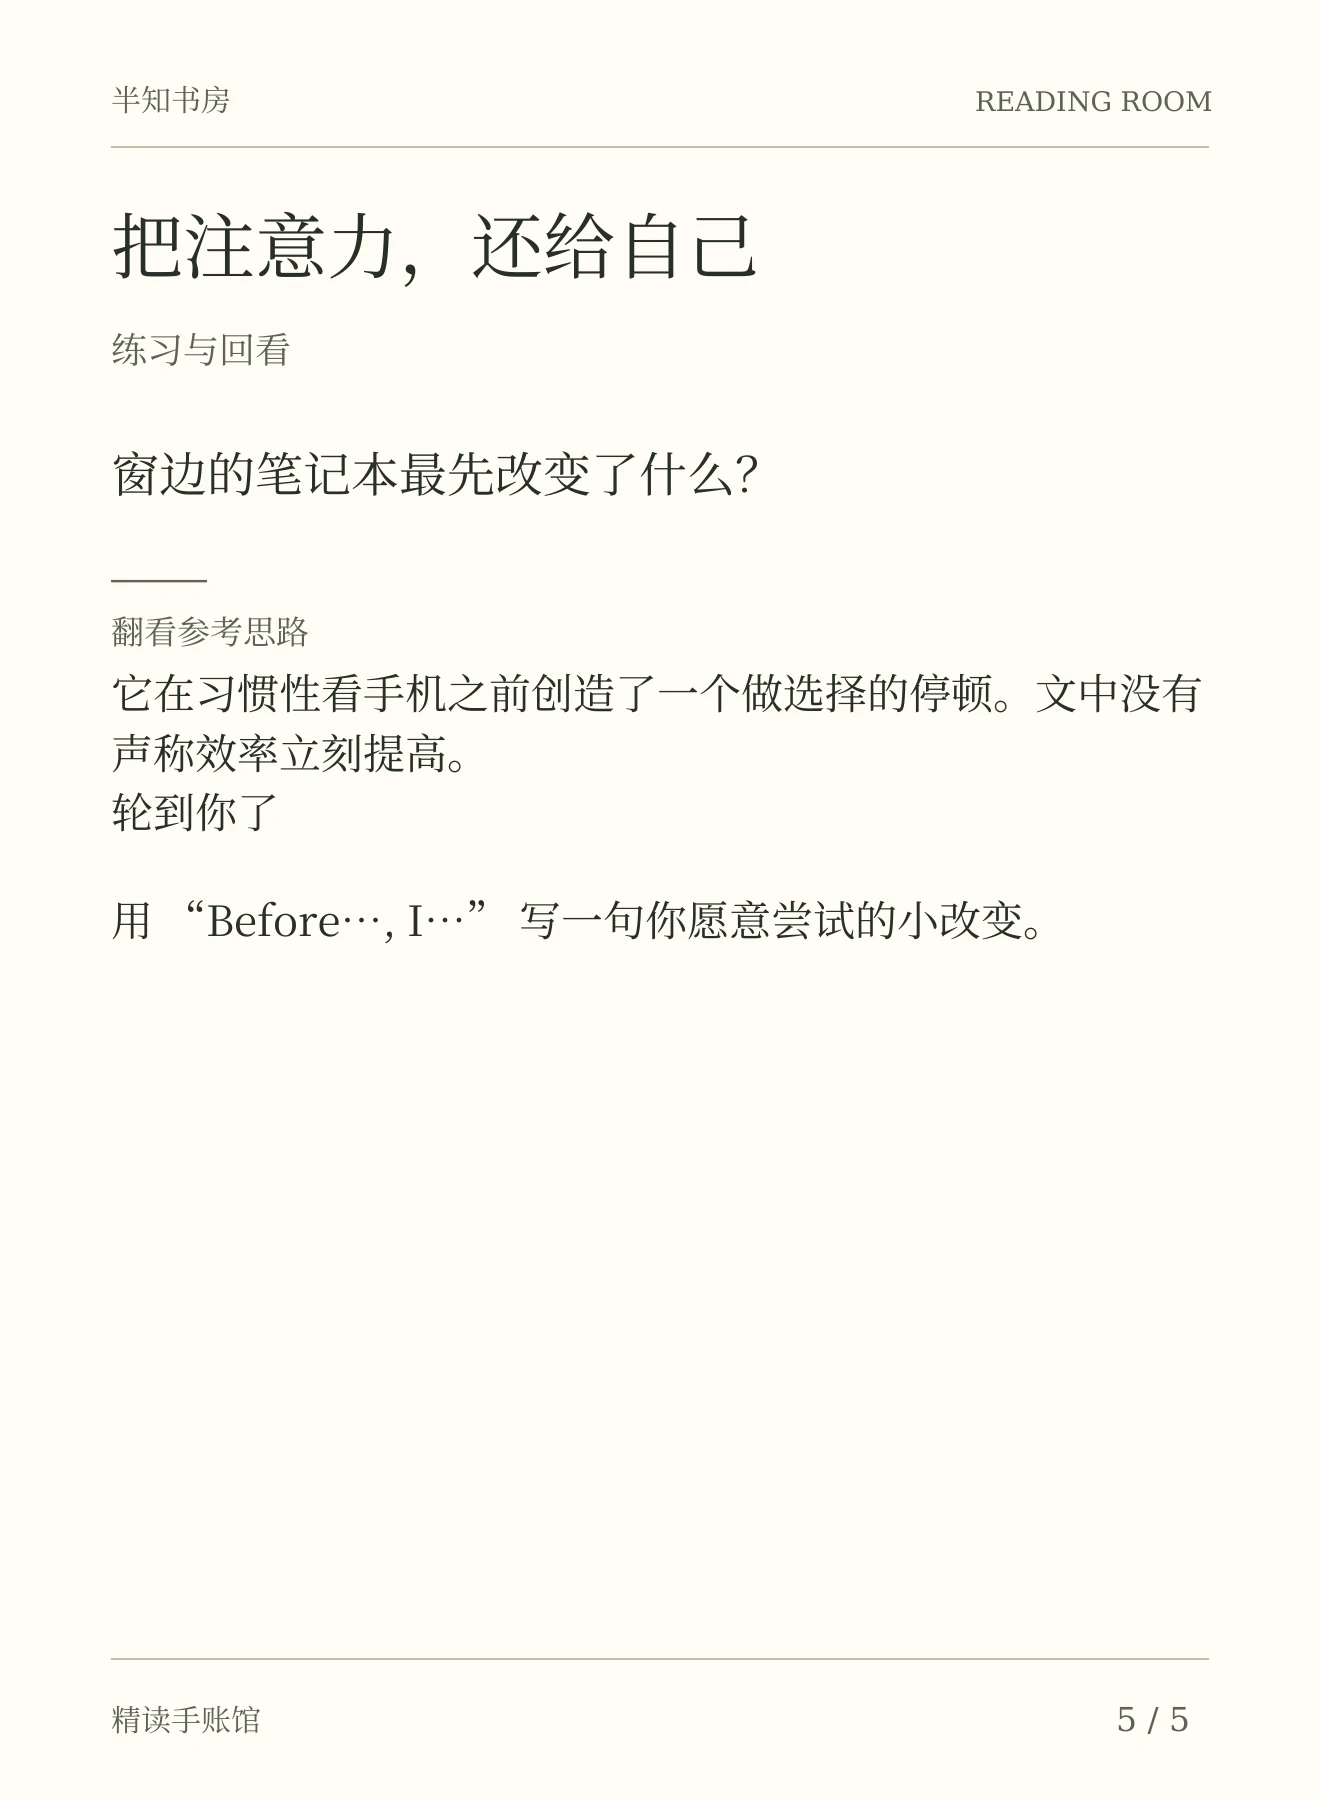 半知书房
READING ROOM
把注意力，还给自己
练习与回看
窗边的笔记本最先改变了什么？
翻看参考思路
它在习惯性看手机之前创造了一个做选择的停顿。文中没有
声称效率立刻提高。
轮到你了
用 “Before…, I…” 写一句你愿意尝试的小改变。
精读手账馆
5 / 5